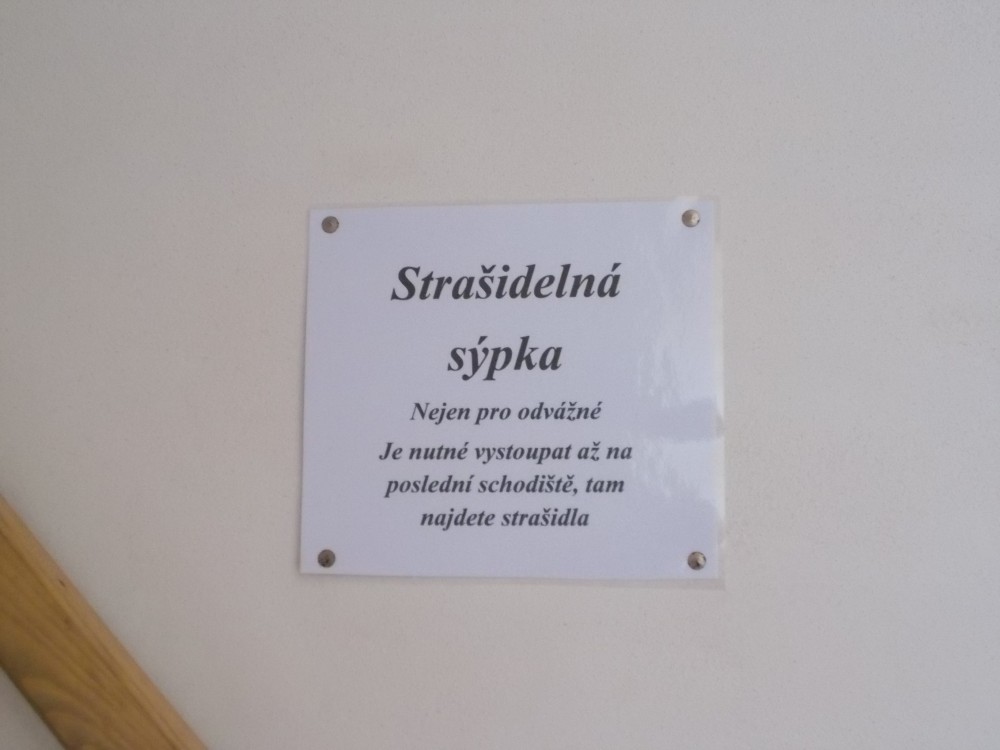 Strašidelná
sýpka
Nejen pro odvážné
Je nutné vystoupat až na
poslední schodiště, tam
najdete strašidla